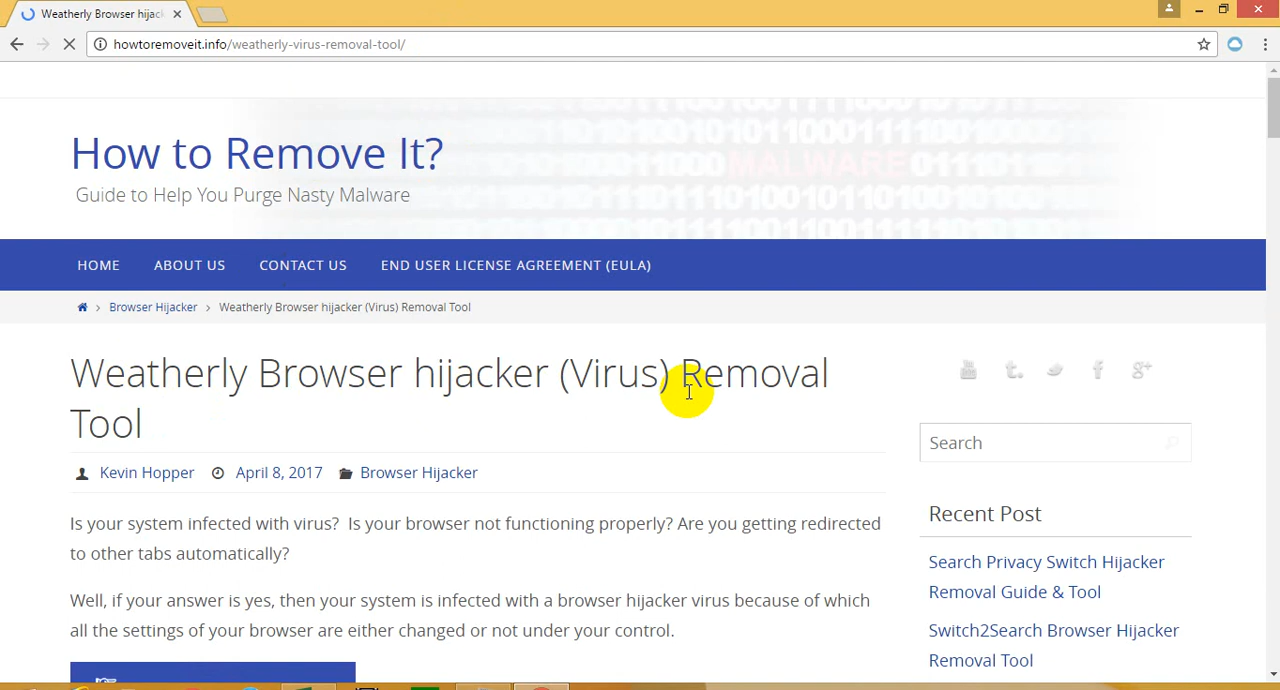 Weatherly Browser hijac
howtoremoveit.info/weatherly-virus-removal-tool/
MALWARE
How to Remove It?
Guide to Help You Purge Nasty Malware
HOME
ABOUT US
CONTACT US
END USER LICENSE AGREEMENT (EULA)
Browser Hijacker
Weatherly Browser hijacker (Virus) Removal Tool
Weatherly Browser hijacker (Virus) Removal
Tool
Kevin Hopper
April 8, 2017
Browser Hijacker
Is your system infected with virus?  Is your browser not functioning properly? Are you getting redirected
to other tabs automatically?
Well, if your answer is yes, then your system is infected with a browser hijacker virus because of which
all the settings of your browser are either changed or not under your control.
Search
Recent Post
Search Privacy Switch Hijacker
Removal Guide & Tool
Switch2Search Browser Hijacker
Removal Tool